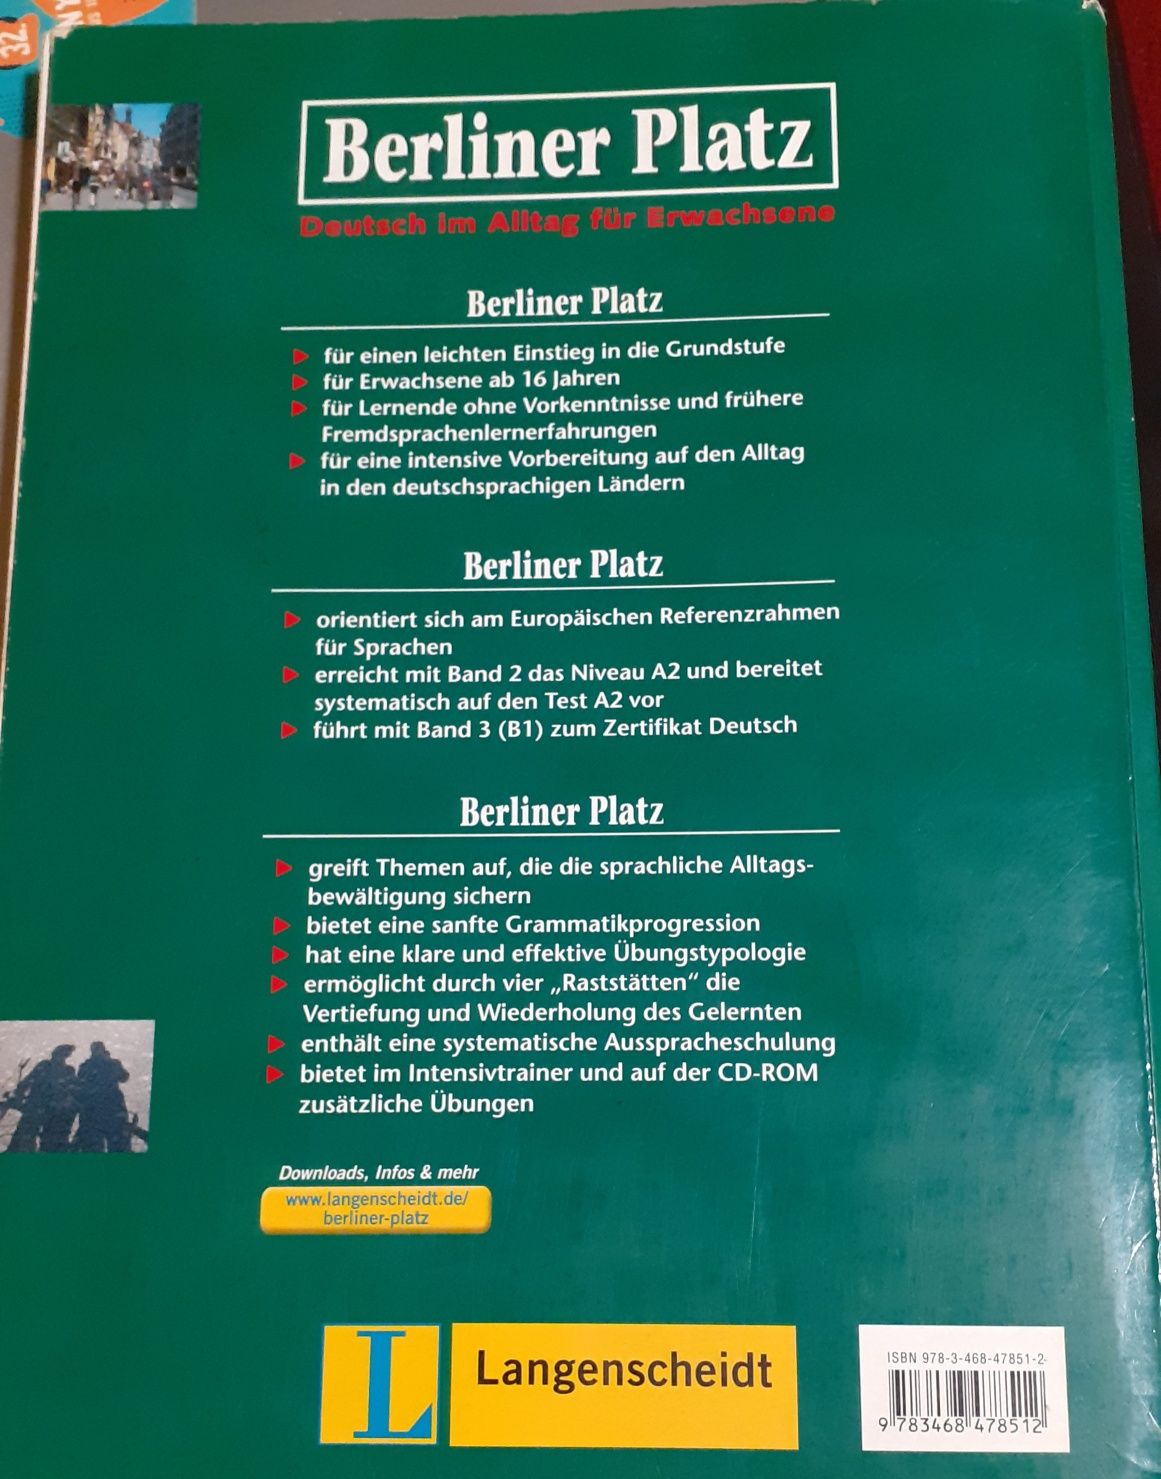 32.
NY
Berliner Platz
Deutsch im Alltag für Erwachsene
Berliner Platz
für einen leichten Einstieg in die Grundstufe
für Erwachsene ab 16 Jahren
für Lernende ohne Vorkenntnisse und frühere
Fremdsprachenlernerfahrungen
für eine intensive Vorbereitung auf den Alltag
in den deutschsprachigen Ländern
Berliner Platz
orientiert sich am Europäischen Referenzrahmen
für Sprachen
erreicht mit Band 2 das Niveau A2 und bereitet
systematisch auf den Test A2 vor
führt mit Band 3 (B1) zum Zertifikat Deutsch
Berliner Platz
greift Themen auf, die die sprachliche Alltags-
bewältigung sichern
bietet eine sanfte Grammatikprogression
hat eine klare und effektive Übungstypologie
ermöglicht durch vier „Raststätten“ die
Vertiefung und Wiederholung des Gelernten
enthält eine systematische Ausspracheschulung
bietet im Intensivtrainer und auf der CD-ROM
zusätzliche Übungen
Downloads, Infos & mehr
www.langenscheidt.de/
berliner-platz
L
Langenscheidt
ISBN 978-3-468-47851-2
9 783468 478512